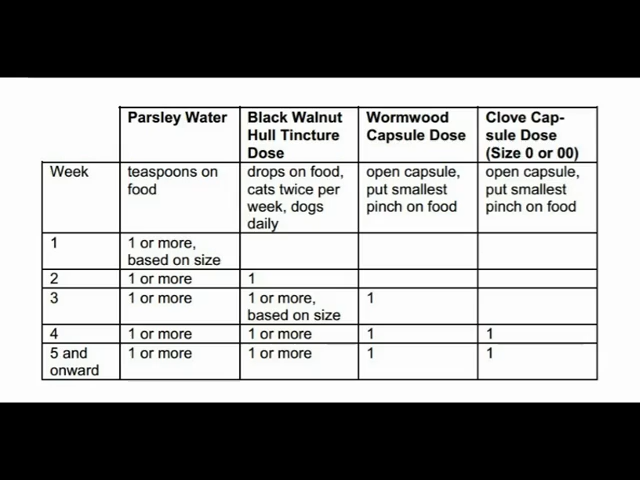 Parsley Water
Black Walnut
Hull Tincture
Dose
Wormwood
Capsule Dose
Clove Cap-
sule Dose
(Size 0 or 00)
Week
teaspoons on
food
drops on food,
cats twice per
week, dogs
daily
open capsule,
put smallest
pinch on food
open capsule,
put smallest
pinch on food
1
1 or more,
based on size
2
1 or more
1
3
1 or more
1 or more,
based on size
1
4
1 or more
1 or more
1
1
5 and
onward
1 or more
1 or more
1
1